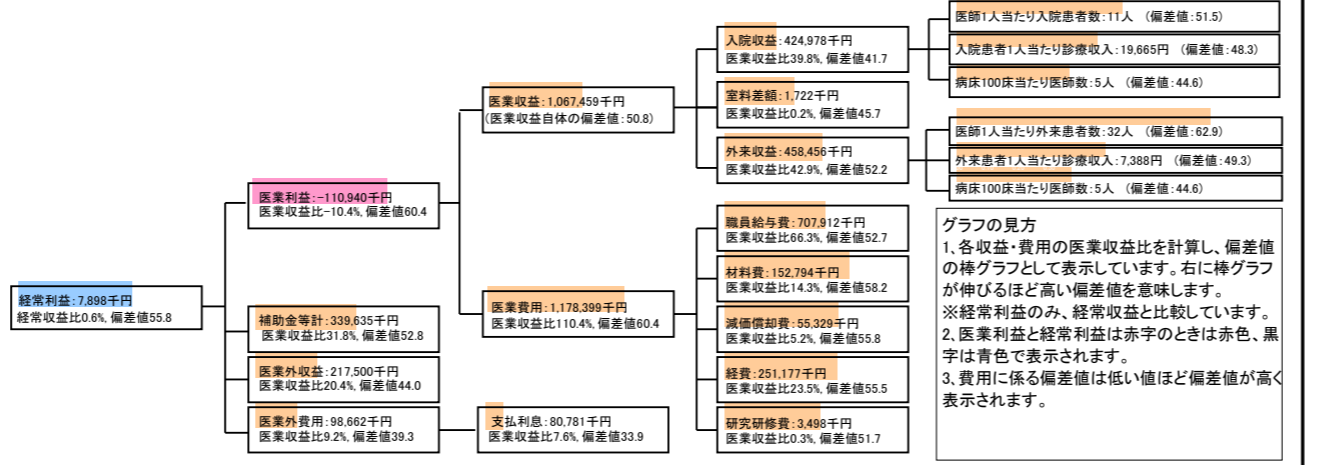 経常利益:7,898千円
経常収益比0.6%, 偏差値55.8
医業利益:-110,940千円
医業収益比-10.4%, 偏差値60.4
補助金等計:339,635千円
医業収益比31.8%, 偏差値52.8
医業外収益:217,500千円
医業収益比20.4%, 偏差値44.0
医業外費用:98,662千円
医業収益比9.2%, 偏差値39.3
医業収益:1,067,459千円
(医業収益自体の偏差値:50.8)
医業費用:1,178,399千円
医業収益比110.4%, 偏差値60.4
支払利息:80,781千円
医業収益比7.6%, 偏差値33.9
入院収益:424,978千円
医業収益比39.8%, 偏差値41.7
室料差額:1,722千円
医業収益比0.2%, 偏差値45.7
外来収益:458,456千円
医業収益比42.9%, 偏差値52.2
職員給与費:707,912千円
医業収益比66.3%, 偏差値52.7
材料費:152,794千円
医業収益比14.3%, 偏差値58.2
減価償却費:55,329千円
医業収益比5.2%, 偏差値55.8
経費:251,177千円
医業収益比23.5%, 偏差値55.5
研究研修費:3,498千円
医業収益比0.3%, 偏差値51.7
医師1人当たり入院患者数:11人 (偏差値:51.5)
入院患者1人当たり診療収入:19,665円 (偏差値:48.3)
病床100床当たり医師数:5人 (偏差値:44.6)
医師1人当たり外来患者数:32人 (偏差値:62.9)
外来患者1人当たり診療収入:7,388円 (偏差値:49.3)
病床100床当たり医師数:5人 (偏差値:44.6)
グラフの見方
1、各収益・費用の医業収益比を計算し、偏差値
の棒グラフとして表示しています。右に棒グラフ
が伸びるほど高い偏差値を意味します。
※経常利益のみ、経常収益と比較しています。
2、医業利益と経常利益は赤字のときは赤色、黒
字は青色で表示されます。
3、費用に係る偏差値は低い値ほど偏差値が高く
表示されます。